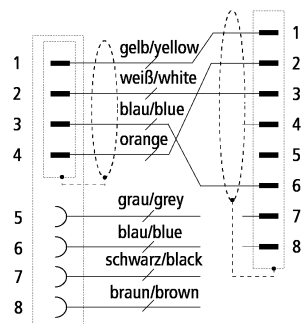 1
2
3
4
5
6
7
8
gelb/yellow
weiß/white
blau/blue
orange
grau/grey
blau/blue
schwarz/black
braun/brown
1
2
3
4
5
6
7
8